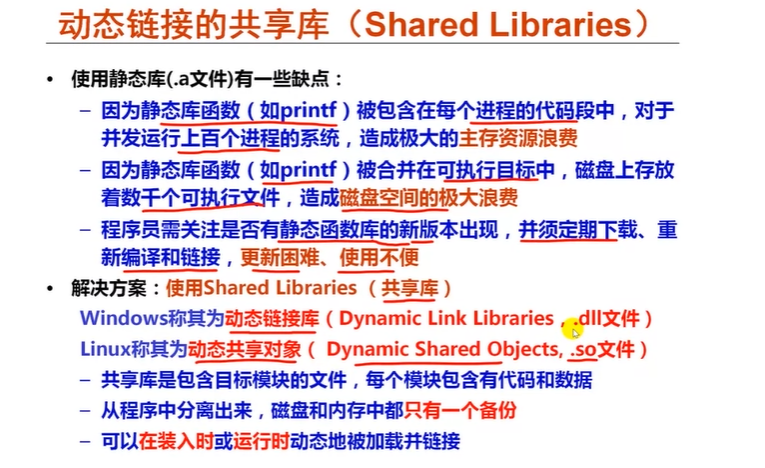 动态链接的共享库（Shared Libraries）
• 使用静态库(.a文件)有一些缺点：
– 因为静态库函数（如printf）被包含在每个进程的代码段中，对于
并发运行上百个进程的系统，造成极大的主存资源浪费
– 因为静态库函数（如printf）被合并在可执行目标中，磁盘上存放
着数千个可执行文件，造成磁盘空间的极大浪费
– 程序员需关注是否有静态函数库的新版本出现，并须定期下载、重
新编译和链接，更新困难、使用不便
• 解决方案：使用Shared Libraries （共享库）
Windows称其为动态链接库（Dynamic Link Libraries，.dll文件）
Linux称其为动态共享对象（ Dynamic Shared Objects, .so文件）
– 共享库是包含目标模块的文件，每个模块包含有代码和数据
– 从程序中分离出来，磁盘和内存中都只有一个备份
– 可以在装入时或运行时动态地被加载并链接